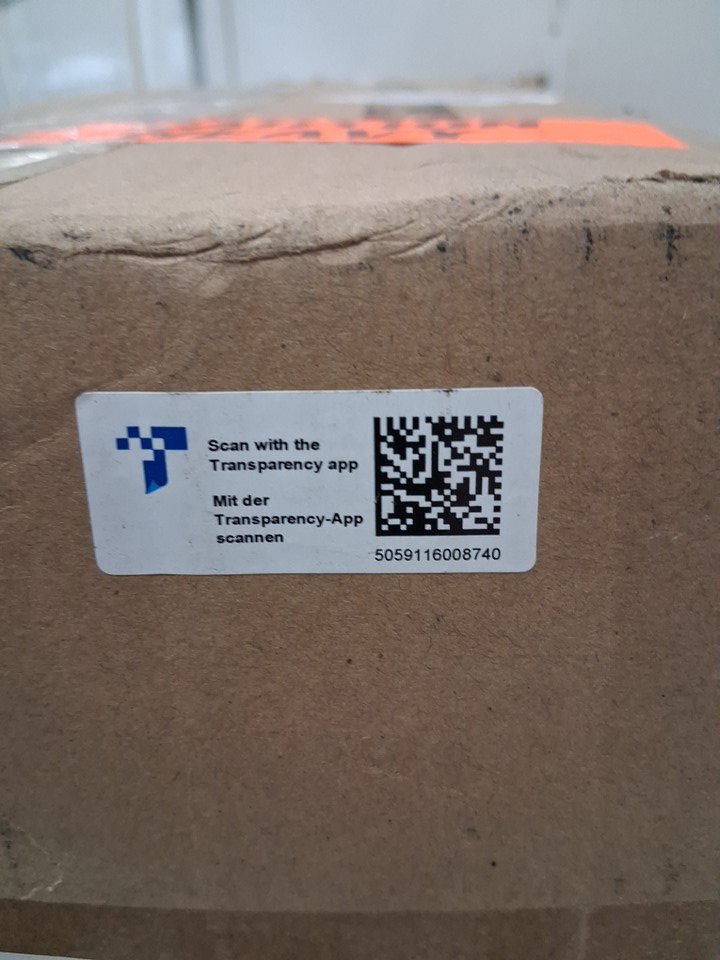 Scan with the
Transparency app
Mit der
Transparency-App
scannen
5059116008740